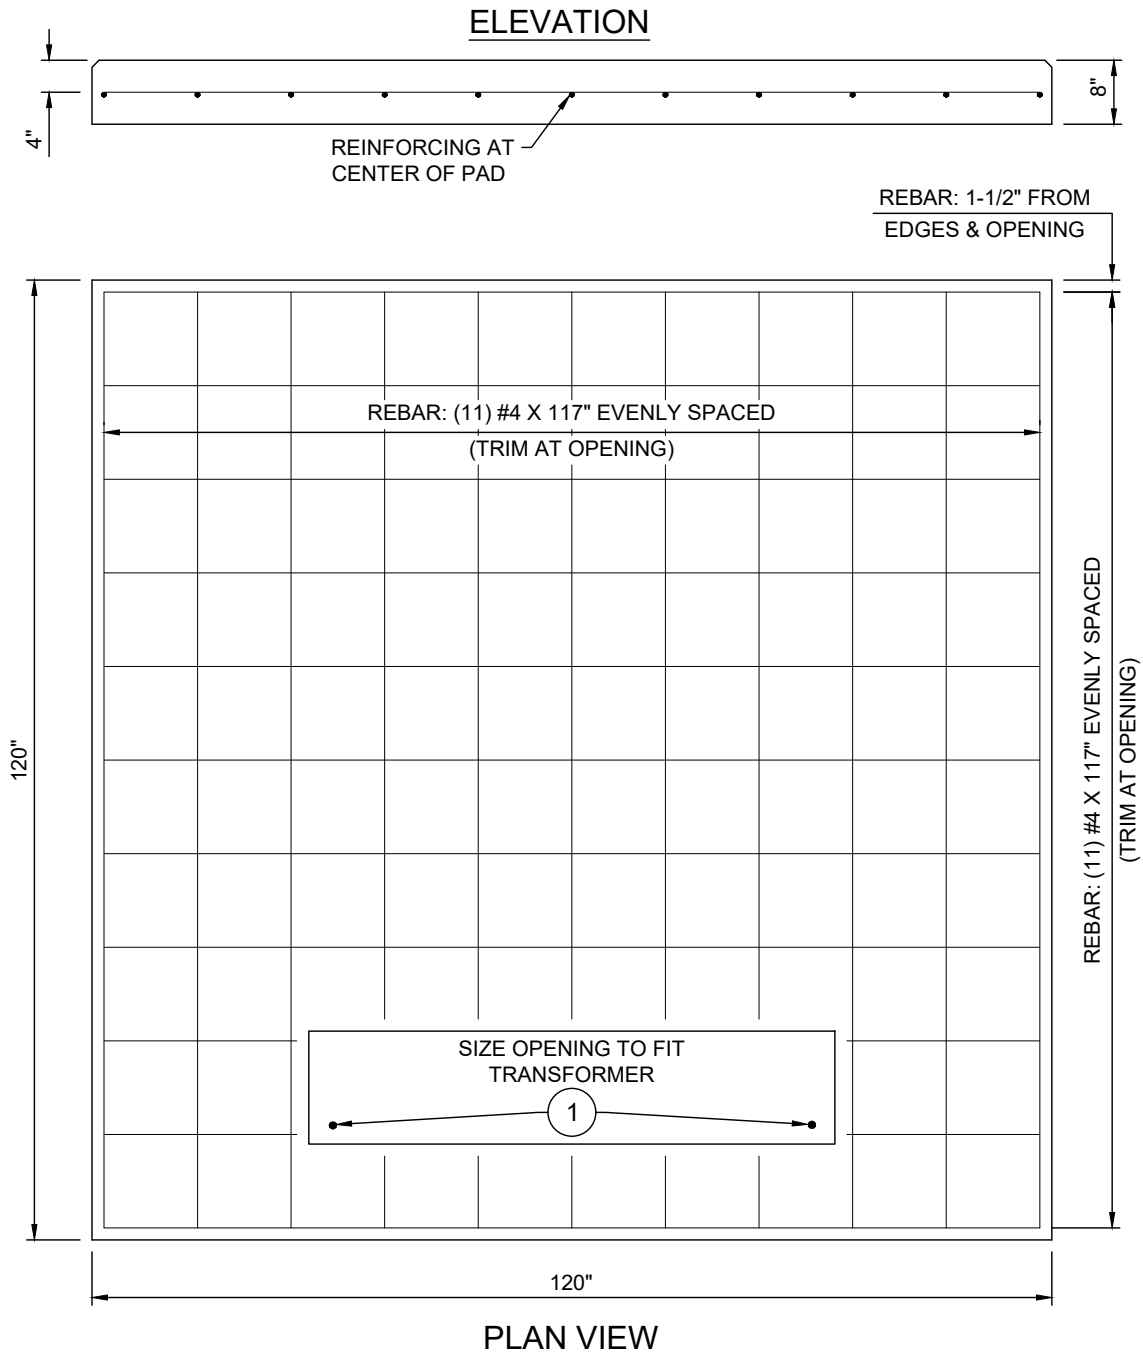 ELEVATION
4"
8"
REINFORCING AT
CENTER OF PAD
REBAR: 1-1/2" FROM
EDGES & OPENING
REBAR: (11) #4 X 117" EVENLY SPACED
(TRIM AT OPENING)
120"
REBAR: (11) #4 X 117" EVENLY SPACED
(TRIM AT OPENING)
SIZE OPENING TO FIT
TRANSFORMER
1
120"
PLAN VIEW